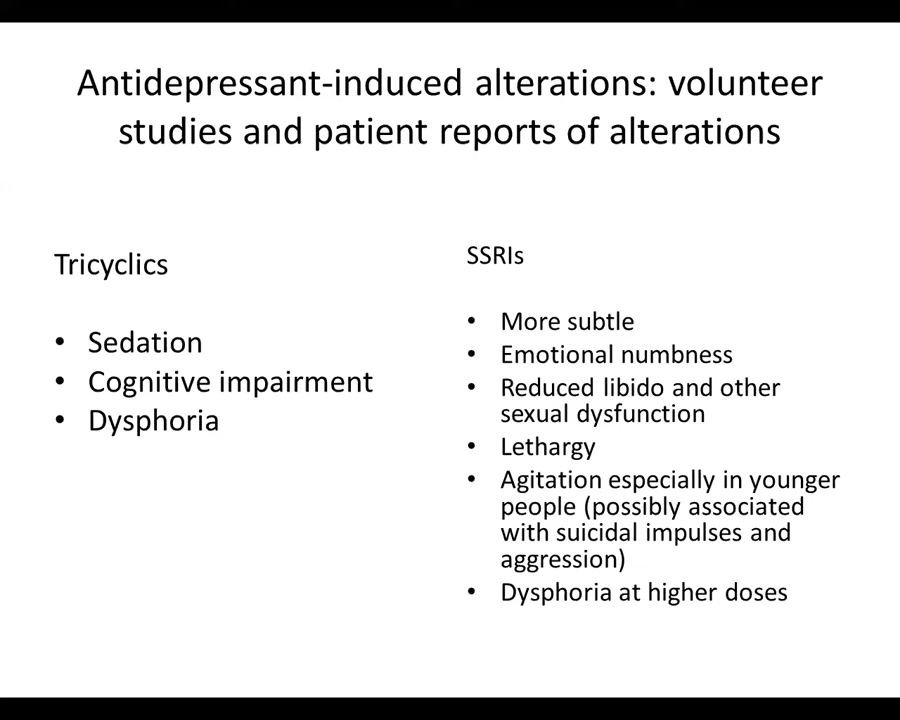 Antidepressant-induced alterations: volunteer
studies and patient reports of alterations
Tricyclics
• Sedation
• Cognitive impairment
• Dysphoria
SSRIs
• More subtle
• Emotional numbness
• Reduced libido and other
sexual dysfunction
• Lethargy
• Agitation especially in younger
people (possibly associated
with suicidal impulses and
aggression)
• Dysphoria at higher doses